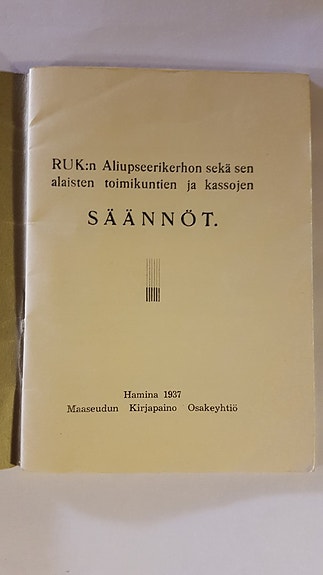 RUK:n Aliupseerikerhon sekä sen
alaisten toimikuntien ja kassojen
SÄÄNNÖT.
Hamina 1937
Maaseudun Kirjapaino Osakeyhtiö